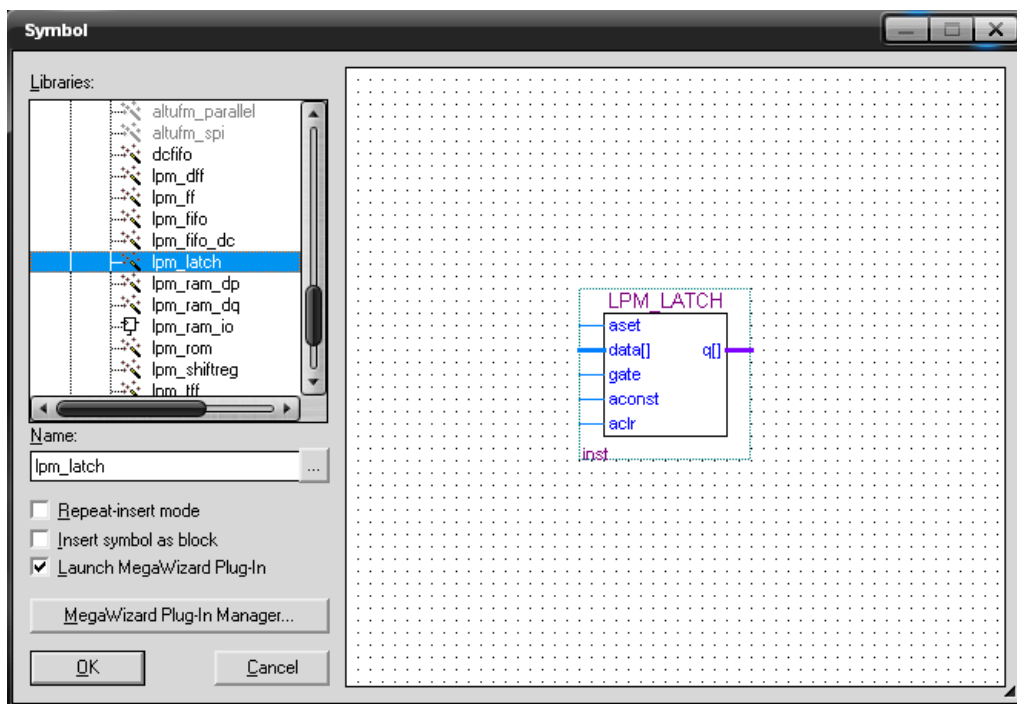 Symbol
Libraries:
altufm_parallel
altufm_spi
dcfifo
lpm_dff
lpm_ff
lpm_fifo
lpm_fifo_dc
lpm_latch
lpm_ram_dp
lpm_ram_dq
lpm_ram_io
lpm_rom
lpm_shiftreg
lpm_tff
Name:
lpm_latch
...
Repeat-insert mode
Insert symbol as block
Launch MegaWizard Plug-In
MegaWizard Plug-In Manager...
OK
Cancel
LPM_LATCH
aset
data[] q[]
gate
aconst
aclr
inst